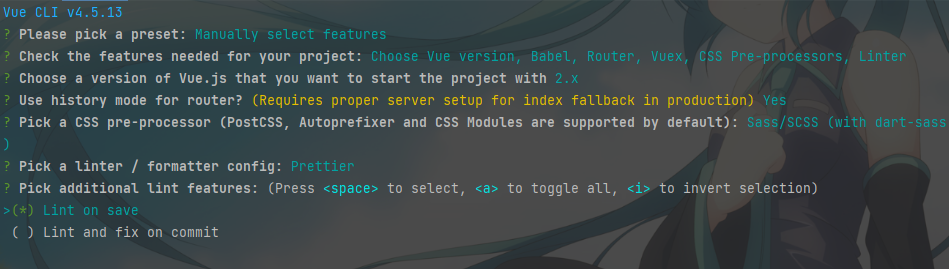 Vue CLI v4.5.13
? Please pick a preset: Manually select features
? Check the features needed for your project: Choose Vue version, Babel, Router, Vuex, CSS Pre-processors, Linter
? Choose a version of Vue.js that you want to start the project with 2.x
? Use history mode for router? (Requires proper server setup for index fallback in production) Yes
? Pick a CSS pre-processor (PostCSS, Autoprefixer and CSS Modules are supported by default): Sass/SCSS (with dart-sass
)
? Pick a linter / formatter config: Prettier
? Pick additional lint features: (Press <space> to select, <a> to toggle all, <i> to invert selection)
>(*) Lint on save
( ) Lint and fix on commit